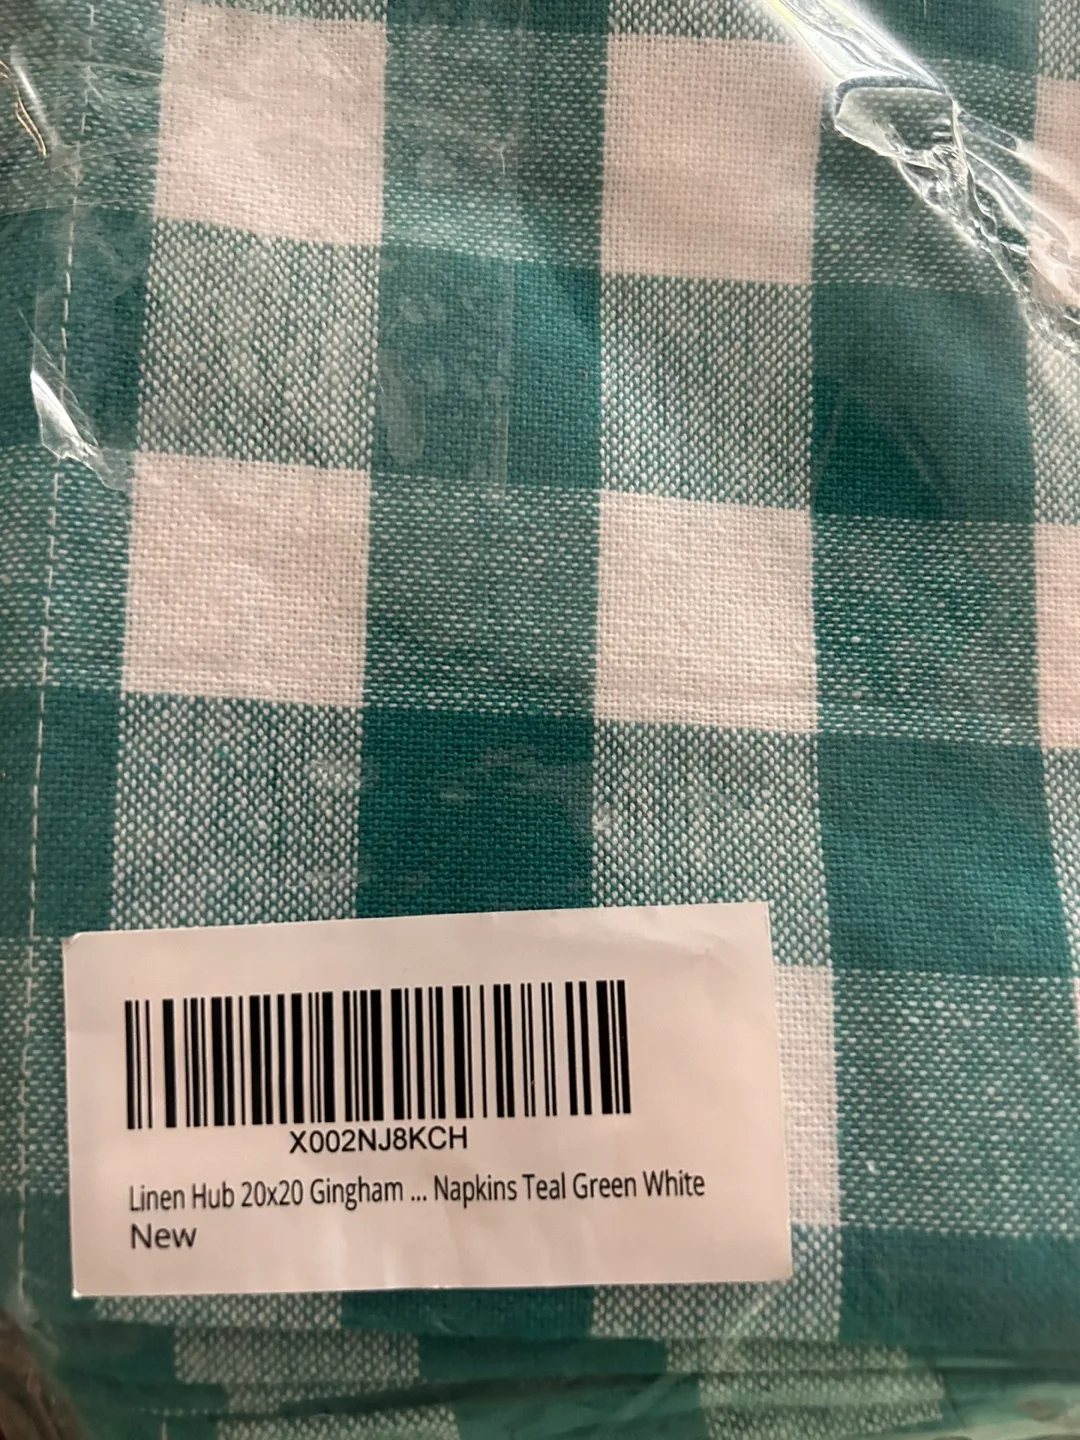 X002NJ8KCH
Linen Hub 20x20 Gingham ... Napkins Teal Green White
New